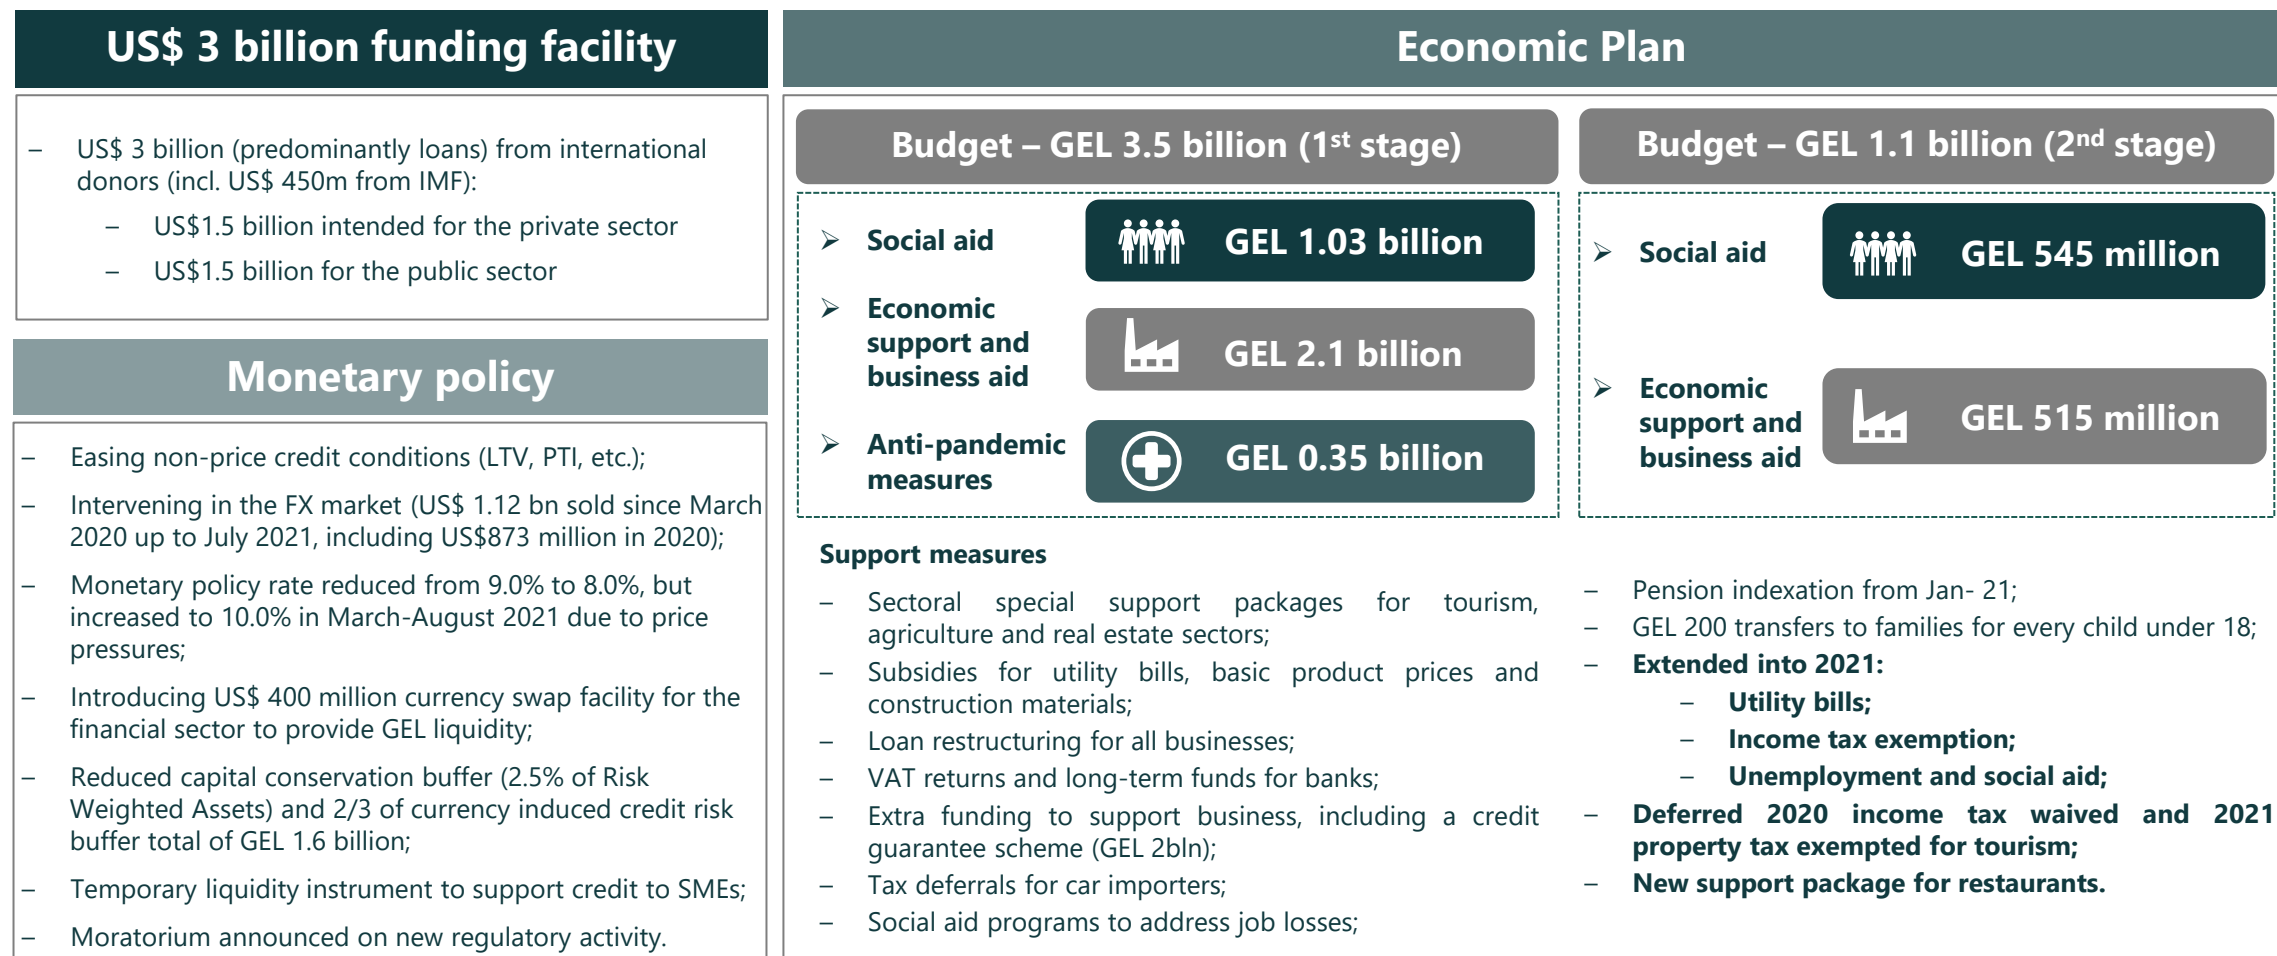 US$ 3 billion funding facility
– US$ 3 billion (predominantly loans) from international
donors (incl. US$ 450m from IMF):
– US$1.5 billion intended for the private sector
– US$1.5 billion for the public sector
Monetary policy
– Easing non-price credit conditions (LTV, PTI, etc.);
– Intervening in the FX market (US$ 1.12 bn sold since March
2020 up to July 2021, including US$873 million in 2020);
– Monetary policy rate reduced from 9.0% to 8.0%, but
increased to 10.0% in March-August 2021 due to price
pressures;
– Introducing US$ 400 million currency swap facility for the
financial sector to provide GEL liquidity;
– Reduced capital conservation buffer (2.5% of Risk
Weighted Assets) and 2/3 of currency induced credit risk
buffer total of GEL 1.6 billion;
– Temporary liquidity instrument to support credit to SMEs;
– Moratorium announced on new regulatory activity.
Economic Plan
Budget – GEL 3.5 billion (1st stage)
➢ Social aid
GEL 1.03 billion
➢ Economic
support and
business aid
GEL 2.1 billion
➢ Anti-pandemic
measures
GEL 0.35 billion
Budget – GEL 1.1 billion (2nd stage)
➢ Social aid
GEL 545 million
➢ Economic
support and
business aid
GEL 515 million
Support measures
– Sectoral special support packages for tourism,
agriculture and real estate sectors;
– Subsidies for utility bills, basic product prices and
construction materials;
– Loan restructuring for all businesses;
– VAT returns and long-term funds for banks;
– Extra funding to support business, including a credit
guarantee scheme (GEL 2bln);
– Tax deferrals for car importers;
– Social aid programs to address job losses;
– Pension indexation from Jan- 21;
– GEL 200 transfers to families for every child under 18;
– Extended into 2021:
– Utility bills;
– Income tax exemption;
– Unemployment and social aid;
– Deferred 2020 income tax waived and 2021
property tax exempted for tourism;
– New support package for restaurants.